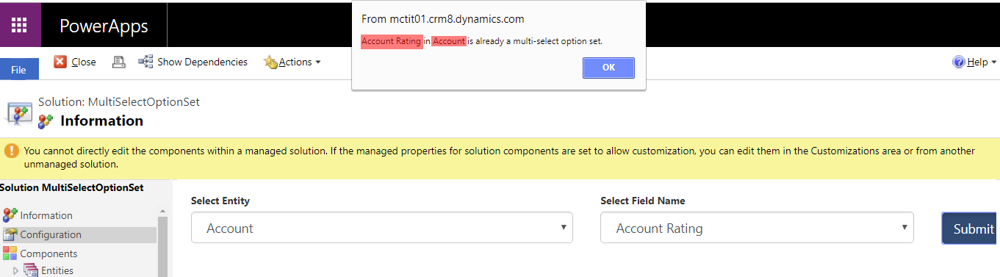 PowerApps
From mctit01.crm8.dynamics.com
Account Rating in Account is already a multi-select option set.
OK
File
Close
Show Dependencies
Actions
Help
Solution: MultiSelectOptionSet
Information
You cannot directly edit the components within a managed solution. If the managed properties for solution components are set to allow customization, you can edit them in the Customizations area or from another
unmanaged solution.
Solution MultiSelectOptionSet
Information
Configuration
Components
Entities
Select Entity
Account
Select Field Name
Account Rating
Submit